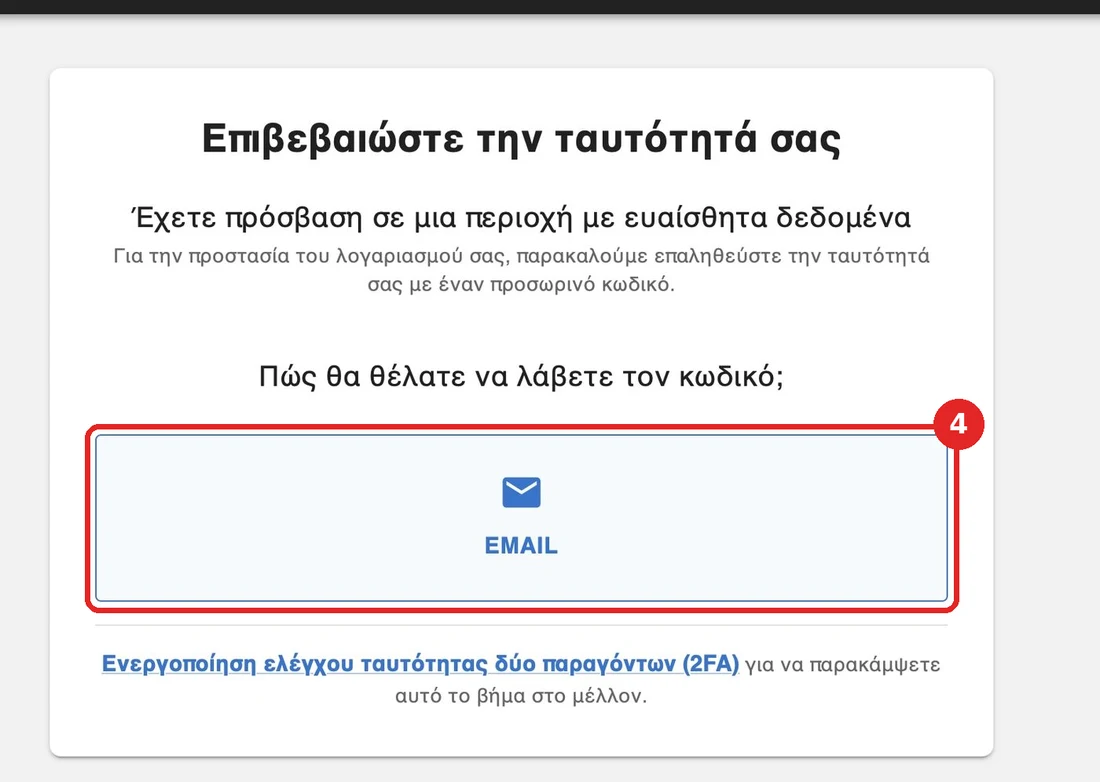 Επιβεβαιώστε την ταυτότητά σας
Έχετε πρόσβαση σε μια περιοχή με ευαίσθητα δεδομένα
Για την προστασία του λογαριασμού σας, παρακαλούμε επαληθεύστε την ταυτότητά
σας με έναν προσωρινό κωδικό.
Πώς θα θέλατε να λάβετε τον κωδικό;
4
EMAIL
Ενεργοποίηση ελέγχου ταυτότητας δύο παραγόντων (2FA) για να παρακάμψετε
αυτό το βήμα στο μέλλον.